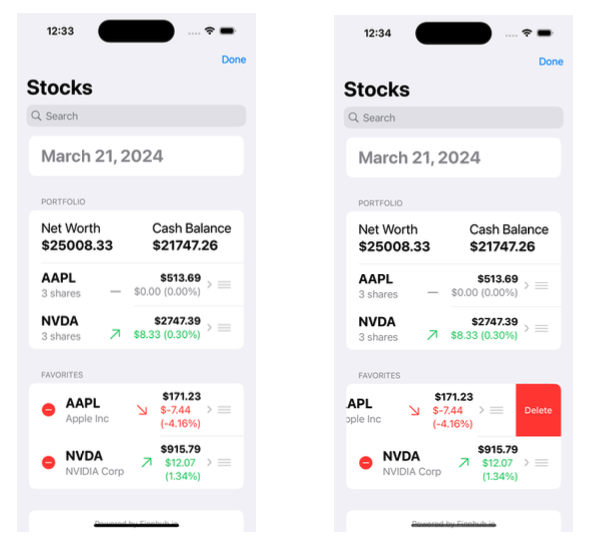 12:33
Done
Stocks
Search
March 21, 2024
PORTFOLIO
Net Worth Cash Balance
$25008.33 $21747.26
AAPL $513.69
3 shares $0.00 (0.00%)
NVDA $2747.39
3 shares $8.33 (0.30%)
FAVORITES
AAPL $171.23
Apple Inc $-7.44
(-4.16%)
NVDA $915.79
NVIDIA Corp $12.07
(1.34%)
Powered by Finnhub.io
12:34
Done
Stocks
Search
March 21, 2024
PORTFOLIO
Net Worth Cash Balance
$25008.33 $21747.26
AAPL $513.69
3 shares $0.00 (0.00%)
NVDA $2747.39
3 shares $8.33 (0.30%)
FAVORITES
AAPL $171.23
pple Inc $-7.44 Delete
(-4.16%)
NVDA $915.79
NVIDIA Corp $12.07
(1.34%)
Powered by Finnhub.io